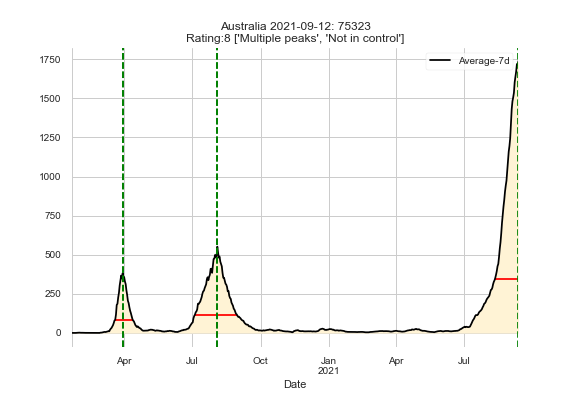 Australia 2021-09-12: 75323
Rating:8 ['Multiple peaks', 'Not in control']
Average-7d
1750
1500
1250
1000
750
500
250
0
Apr Jul Oct Jan Apr Jul
2021
Date